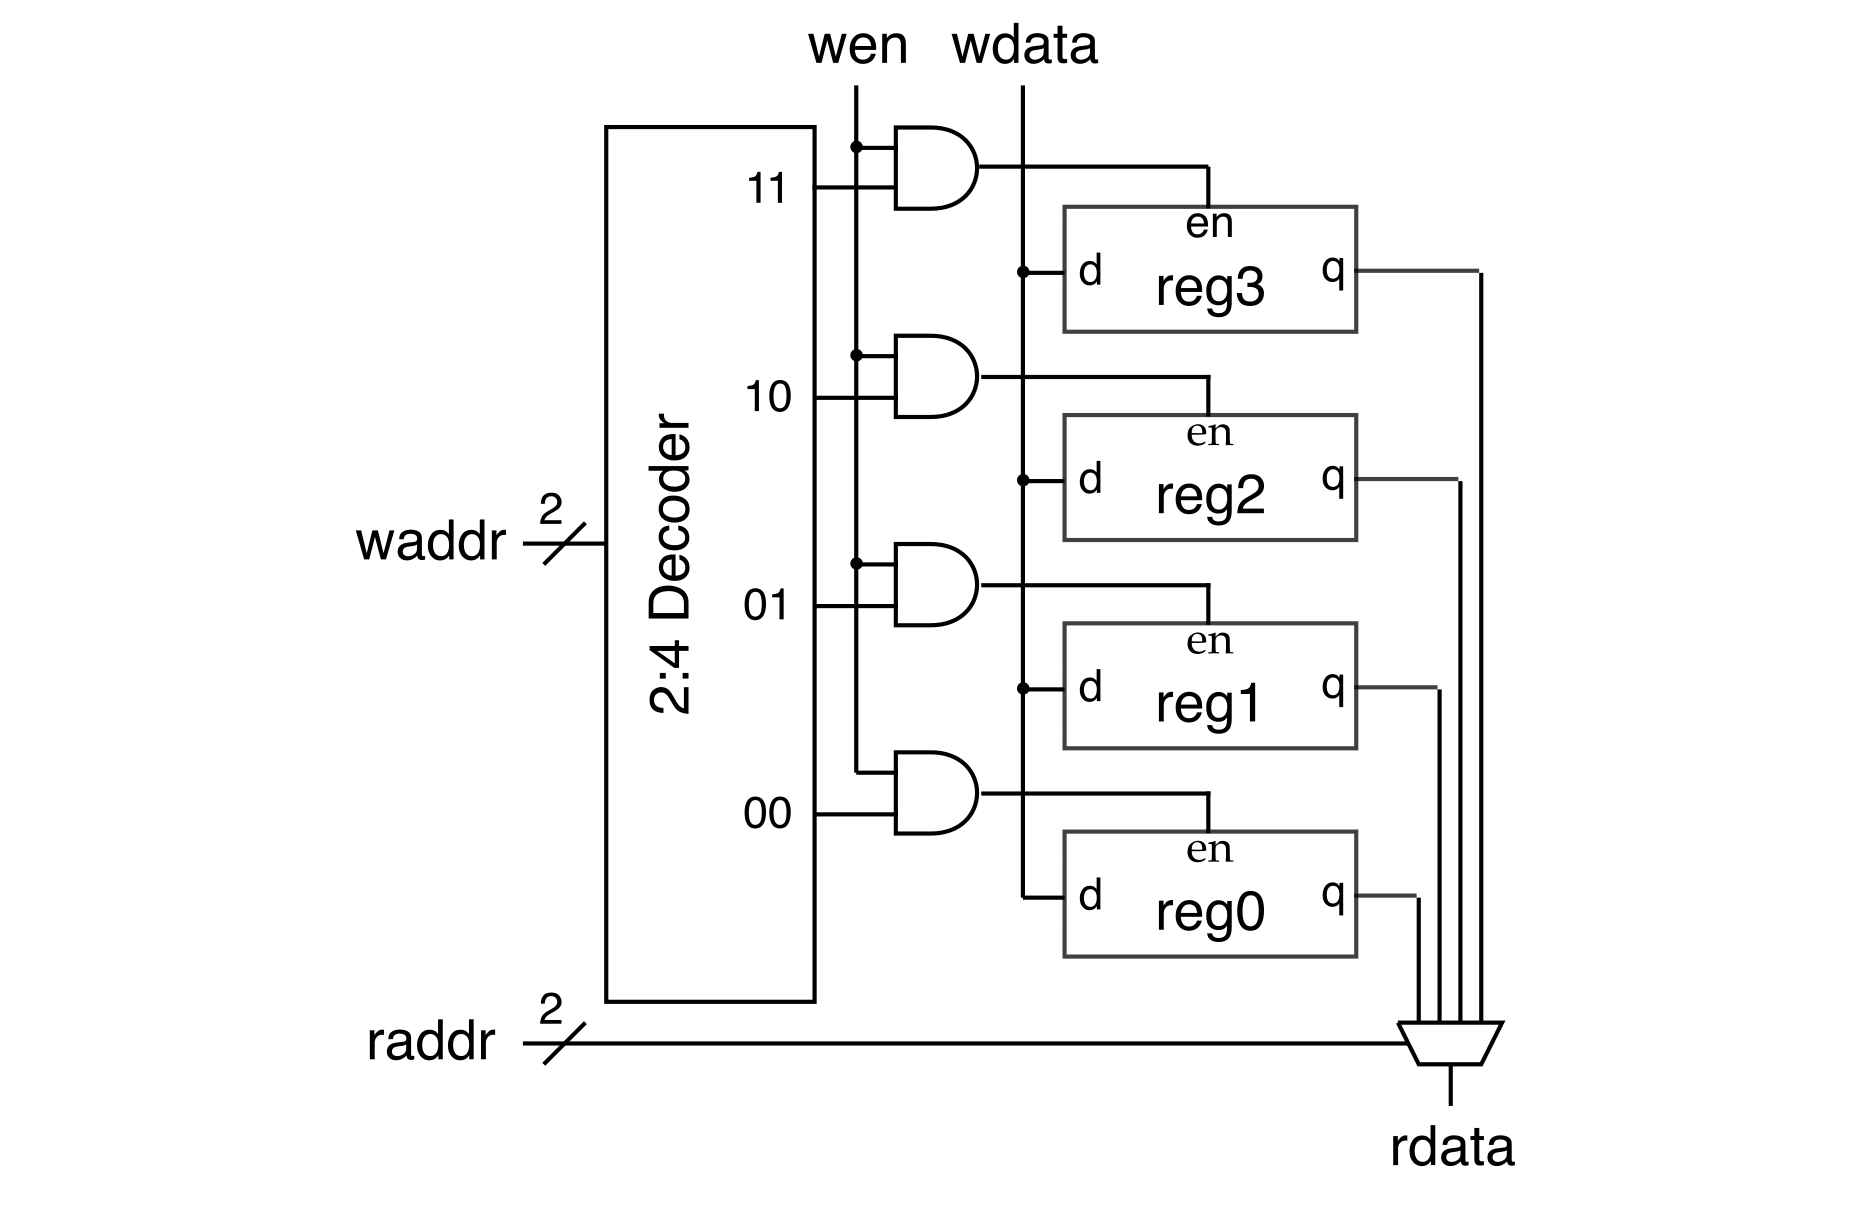 wen wdata
11
en
d q
reg3
10
en
d q
reg2
2:4 Decoder
2
waddr
01
en
d q
reg1
00
en
d q
reg0
2
raddr
rdata